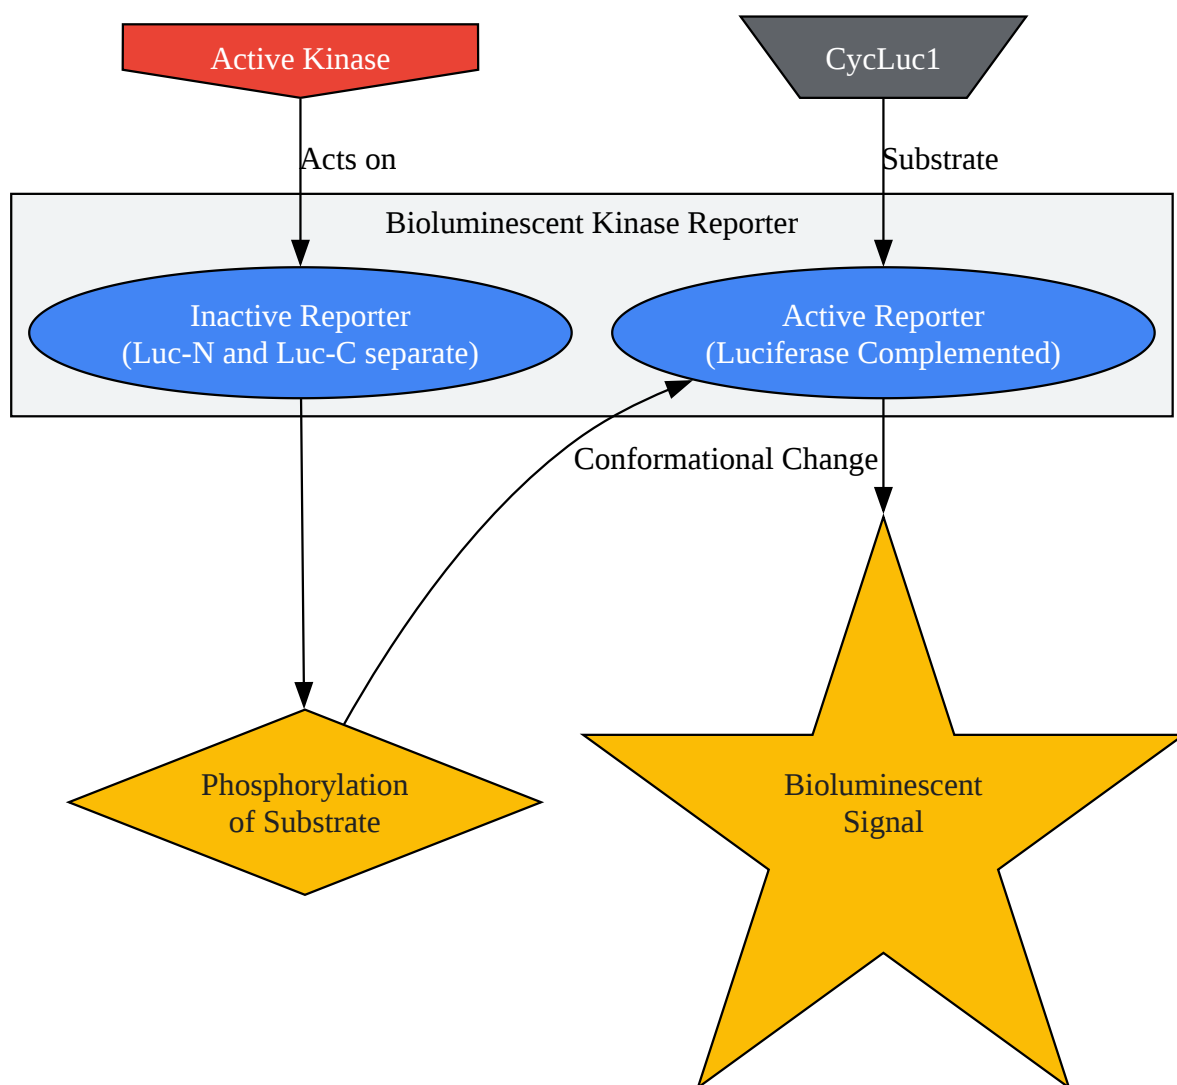 Active Kinase
CycLuc1
Acts on
Substrate
Bioluminescent Kinase Reporter
Inactive Reporter
(Luc-N and Luc-C separate)
Active Reporter
(Luciferase Complemented)
Conformational Change
Phosphorylation
of Substrate
Bioluminescent
Signal